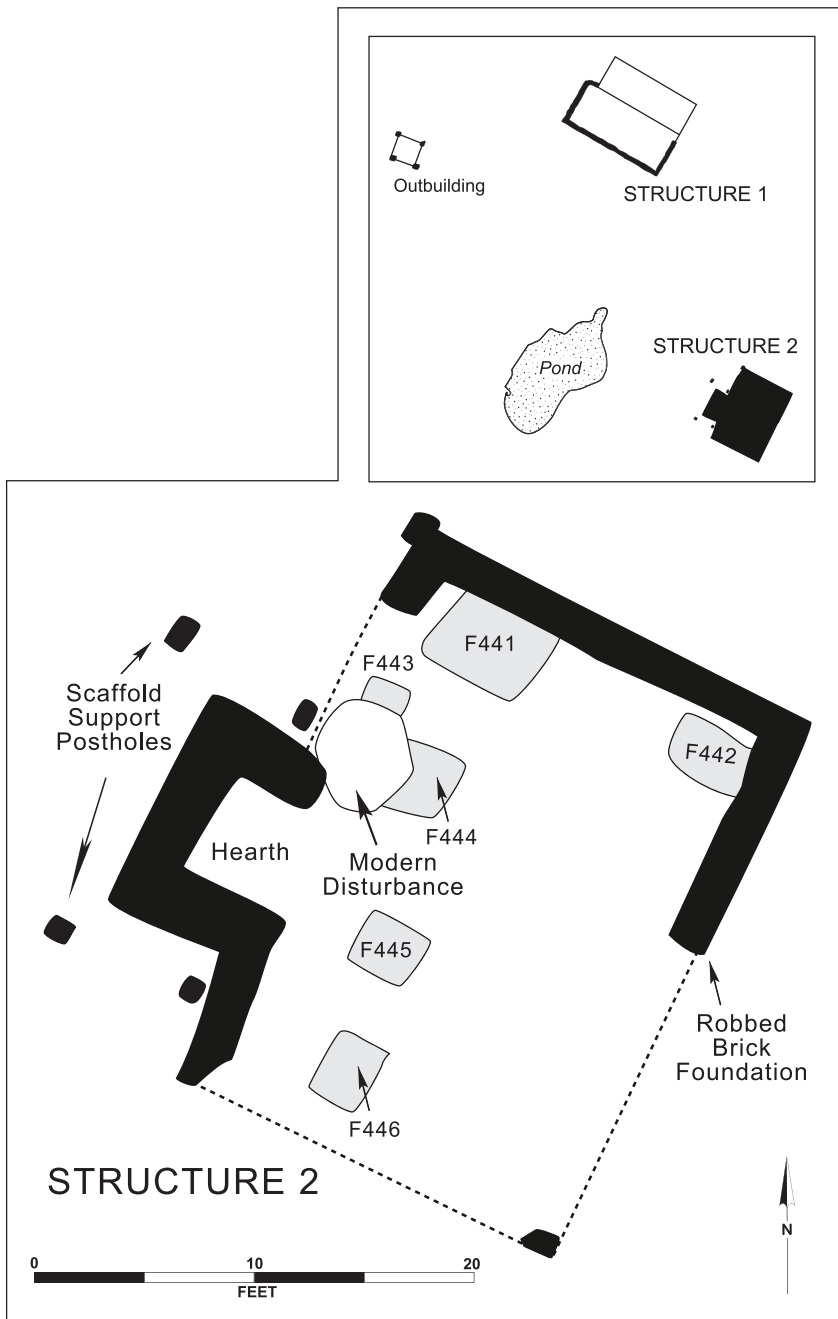 STRUCTURE 1
Outbuilding
STRUCTURE 2
Pond
F441
F443
Scaffold
Support
Postholes
F442
F444
Hearth
Modern
Disturbance
F445
Robbed
Brick
Foundation
F446
STRUCTURE 2
N
0 10 20
FEET